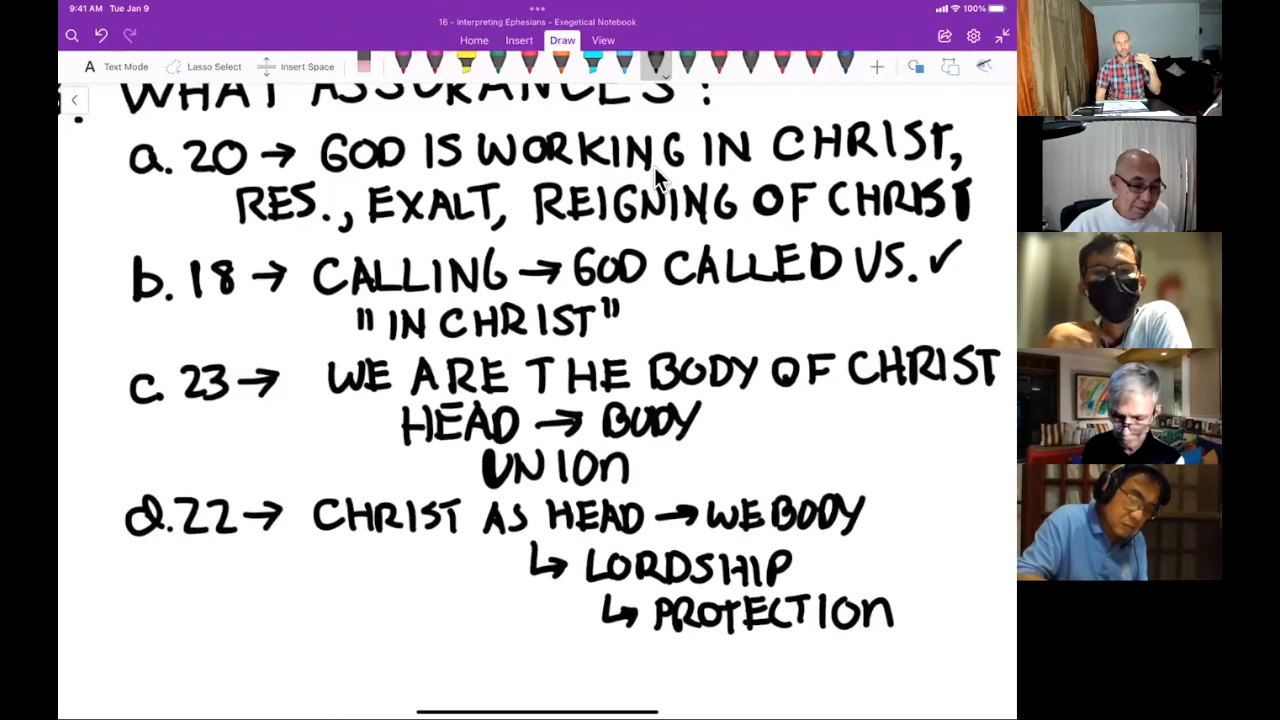 9:41 AM Tue Jan 9
100%
16 - Interpreting Ephesians - Exegetical Notebook
Home Insert Draw View
A Text Mode Lasso Select Insert Space
WHAT ASSURANCES?
a. 20 → GOD IS WORKING IN CHRIST,
RES., EXALT, REIGNING OF CHRIST
b. 18 → CALLING → GOD CALLED US. ✓
"IN CHRIST"
c. 23 → WE ARE THE BODY OF CHRIST
HEAD → BODY
UNION
d. 22 → CHRIST AS HEAD → WE BODY
↳ LORDSHIP
↳ PROTECTION